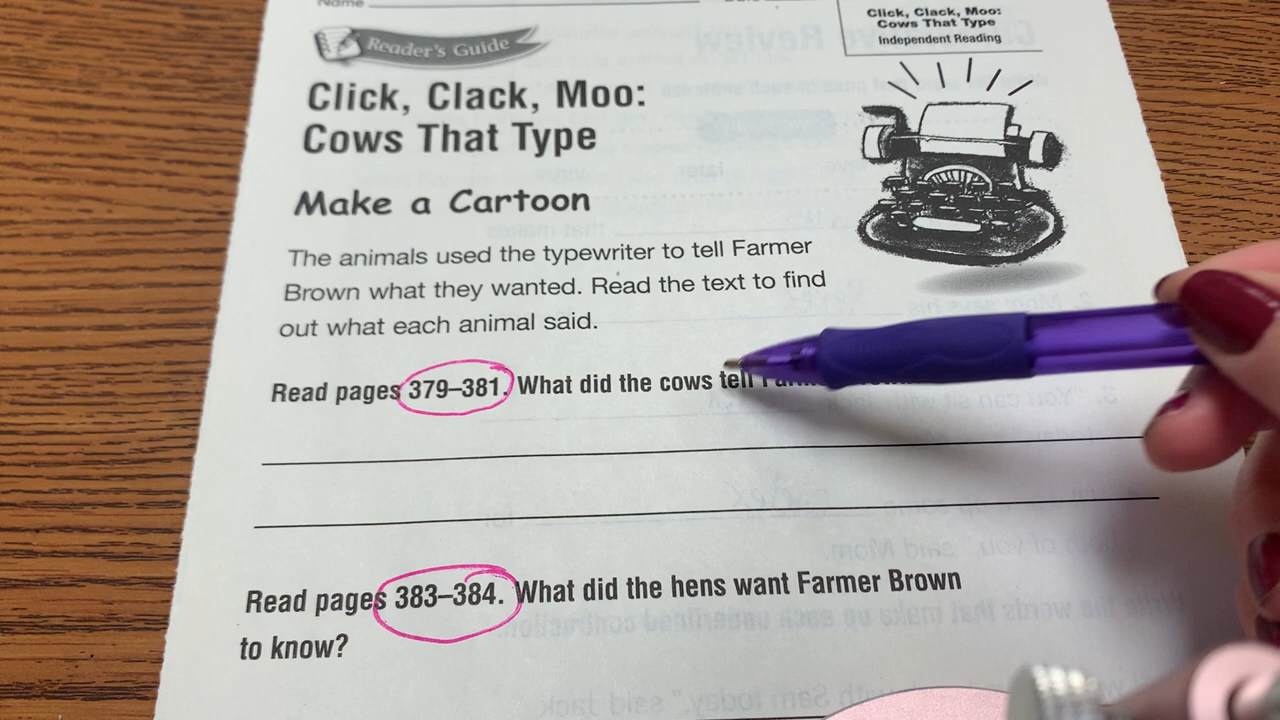 Name
Click, Clack, Moo:
Cows That Type
Independent Reading
Reader's Guide
Click, Clack, Moo:
Cows That Type
Make a Cartoon
The animals used the typewriter to tell Farmer
Brown what they wanted. Read the text to find
out what each animal said.
Read pages 379–381. What did the cows tell
Read pages 383–384. What did the hens want Farmer Brown
to know?